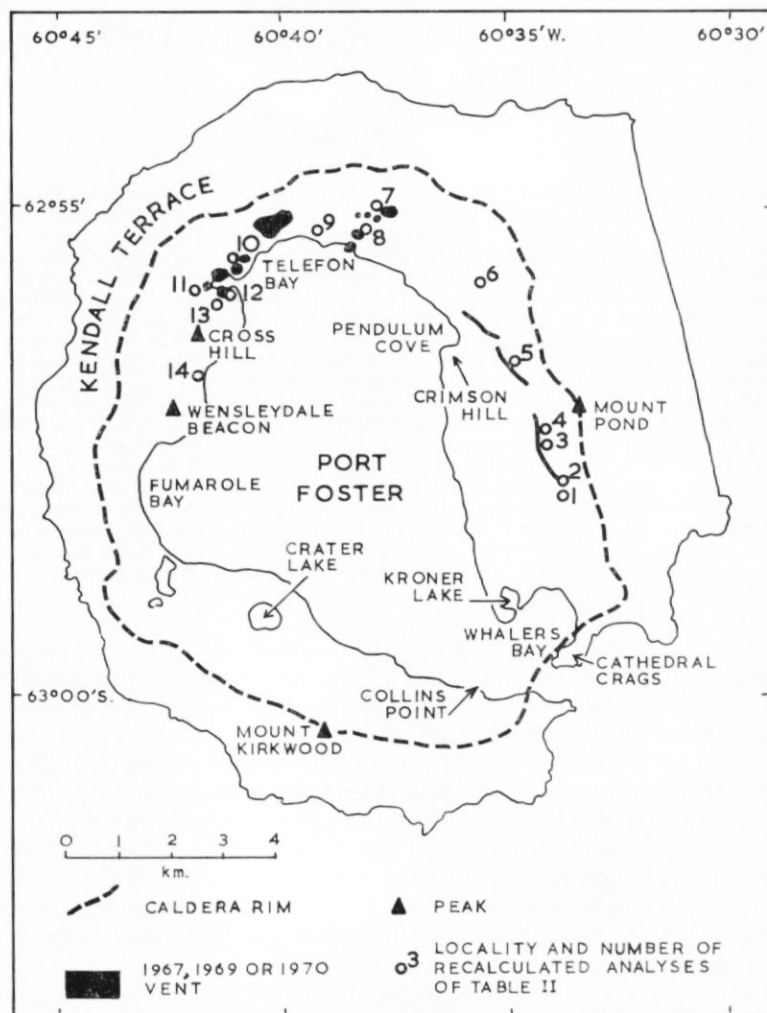 60°45'
60°40'
60°35'W.
60°30'
62°55'
63°00'S.
KENDALL TERRACE
7
9
8
10
TELEFON
BAY
11
12
13
6
CROSS
HILL
PENDULUM
COVE
5
14
CRIMSON
HILL
MOUNT
POND
WENSLEYDALE
BEACON
4
3
PORT
FOSTER
2
1
FUMAROLE
BAY
CRATER
LAKE
KRONER
LAKE
WHALERS
BAY
CATHEDRAL
CRAGS
COLLINS
POINT
MOUNT
KIRKWOOD
0 1 2 3 4
km.
CALDERA RIM
PEAK
1967, 1969 OR 1970
VENT
3 LOCALITY AND NUMBER OF
RECALCULATED ANALYSES
OF TABLE II